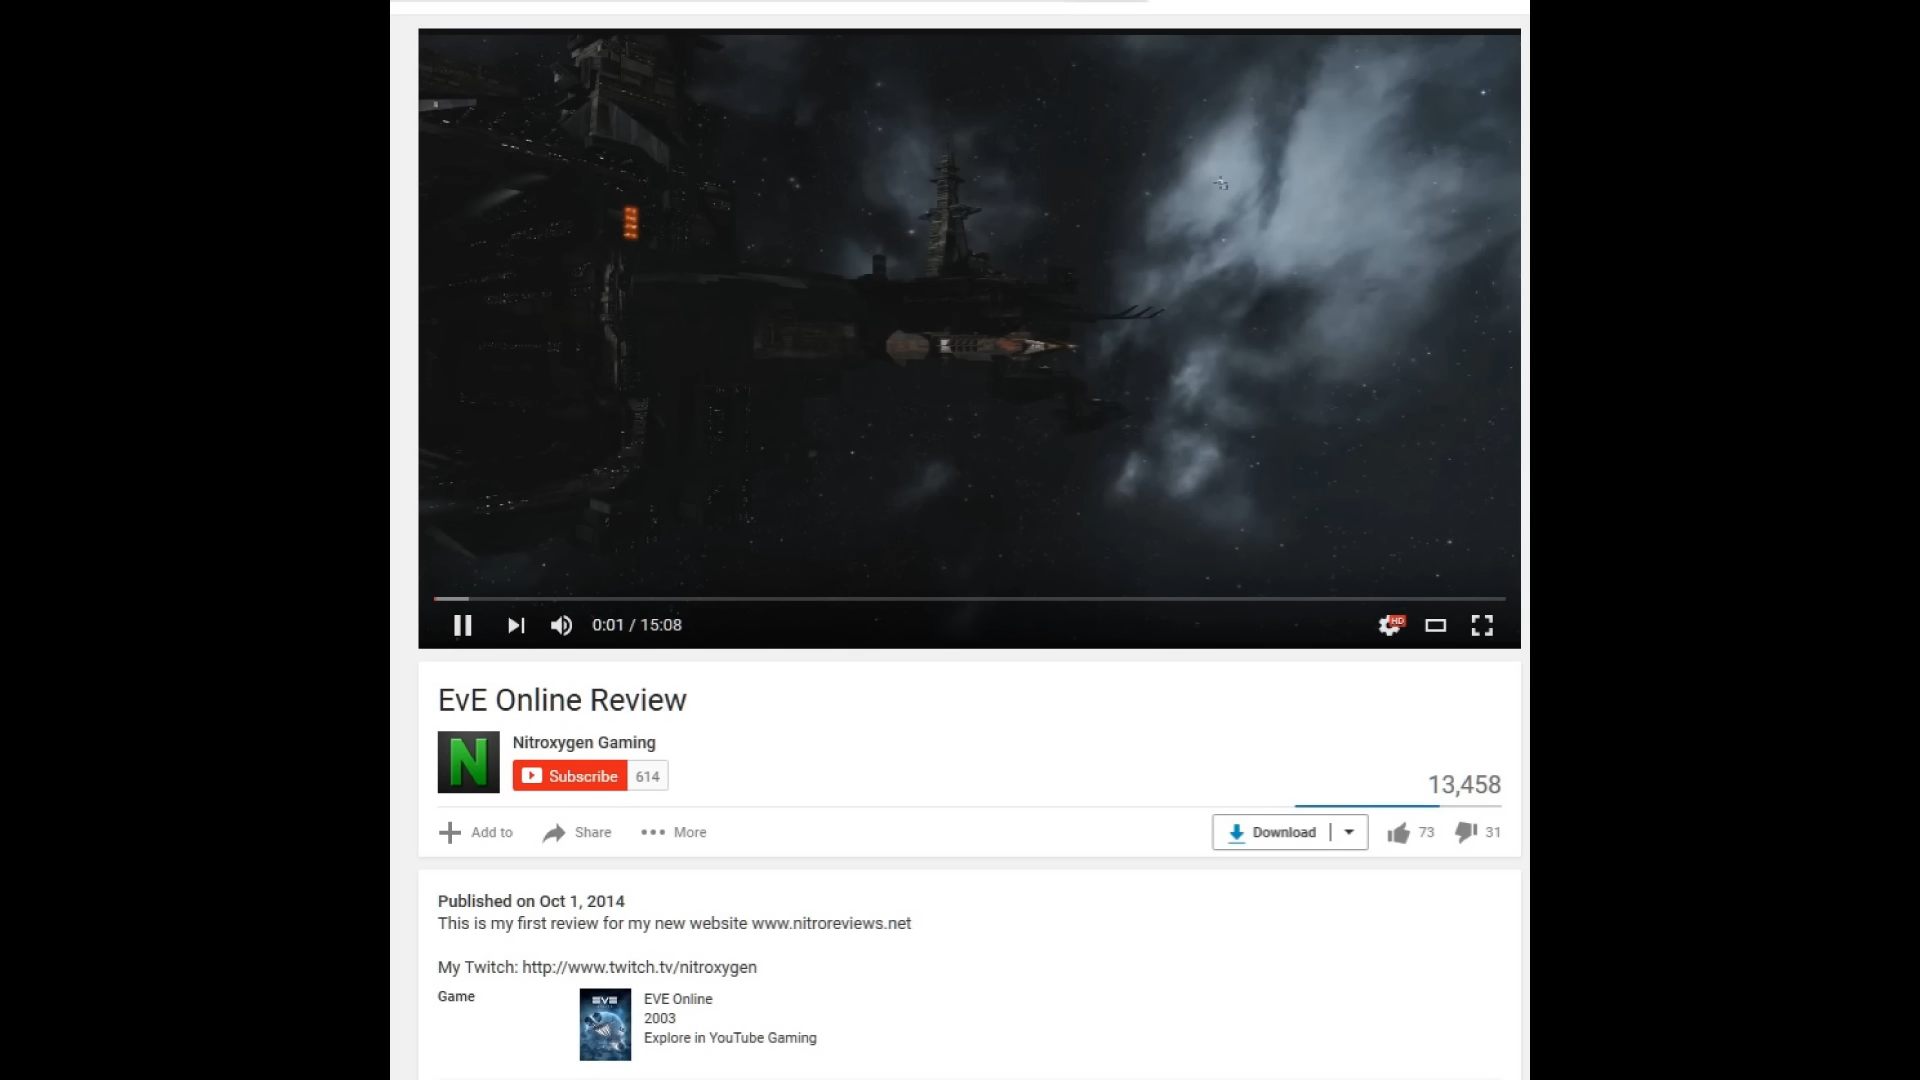 HD
0:01 / 15:08
EvE Online Review
N
Nitroxygen Gaming
Subscribe 614
13,458
Add to Share More Download 73 31
Published on Oct 1, 2014
This is my first review for my new website www.nitroreviews.net
My Twitch: http://www.twitch.tv/nitroxygen
Game
EVE
EVE Online
2003
Explore in YouTube Gaming